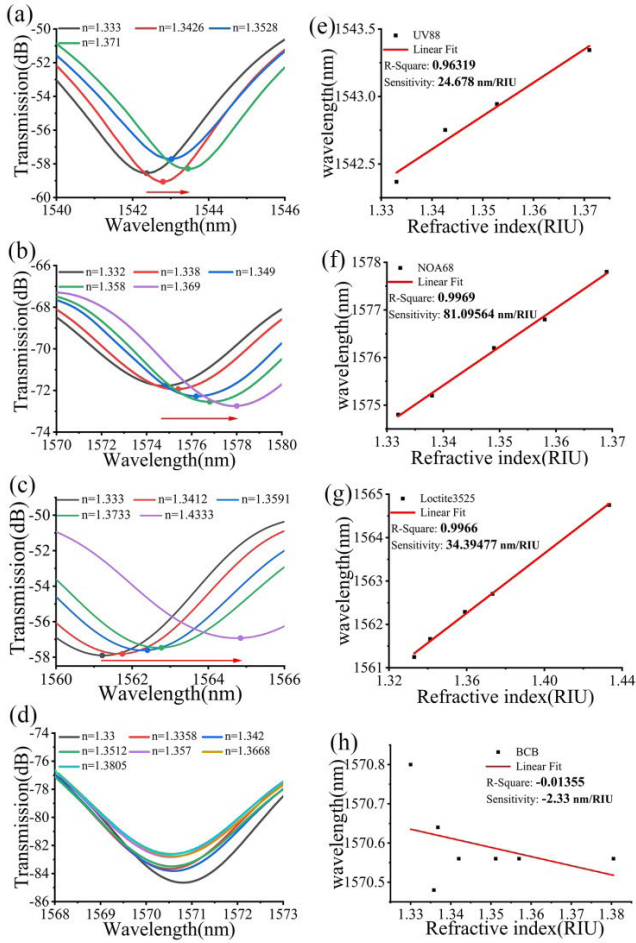 (a)
n=1.333 n=1.3426 n=1.3528
n=1.371
Transmission(dB)
-50
-52
-54
-56
-58
-60
1540 1542 1544 1546
Wavelength(nm)
(e)
UV88
Linear Fit
R-Square: 0.96319
Sensitivity: 24.678 nm/RIU
wavelength(nm)
1543.5
1543.0
1542.5
1.33 1.34 1.35 1.36 1.37
Refractive index(RIU)
(b)
n=1.332 n=1.338 n=1.349
n=1.358 n=1.369
Transmission(dB)
-66
-68
-70
-72
-74
1570 1572 1574 1576 1578 1580
Wavelength(nm)
(f)
NOA68
Linear Fit
R-Square: 0.9969
Sensitivity: 81.09564 nm/RIU
wavelength(nm)
1578
1577
1576
1575
1.33 1.34 1.35 1.36 1.37
Refractive index(RIU)
(c)
n=1.333 n=1.3412 n=1.3591
n=1.3733 n=1.4333
Transmission(dB)
-50
-52
-54
-56
-58
1560 1562 1564 1566
Wavelength(nm)
(g)
Loctite3525
Linear Fit
R-Square: 0.9966
Sensitivity: 34.39477 nm/RIU
wavelength(nm)
1565
1564
1563
1562
1561
1.32 1.36 1.40 1.44
Refractive index(RIU)
(d)
n=1.33 n=1.3358 n=1.342
n=1.3512 n=1.357 n=1.3668
n=1.3805
Transmission(dB)
-74
-76
-78
-80
-82
-84
-86
1568 1569 1570 1571 1572 1573
Wavelength(nm)
(h)
BCB
Linear Fit
R-Square: -0.01355
Sensitivity: -2.33 nm/RIU
wavelength(nm)
1570.8
1570.7
1570.6
1570.5
1.33 1.34 1.35 1.36 1.37 1.38
Refractive index(RIU)